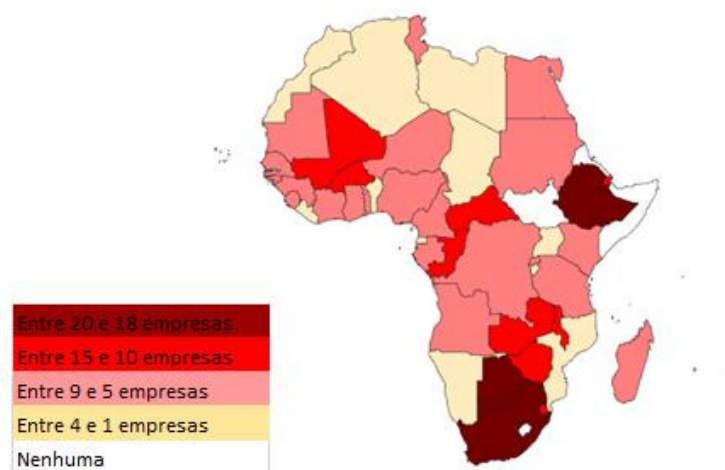 Entre 20 e 18 empresas
Entre 15 e 10 empresas
Entre 9 e 5 empresas
Entre 4 e 1 empresas
Nenhuma